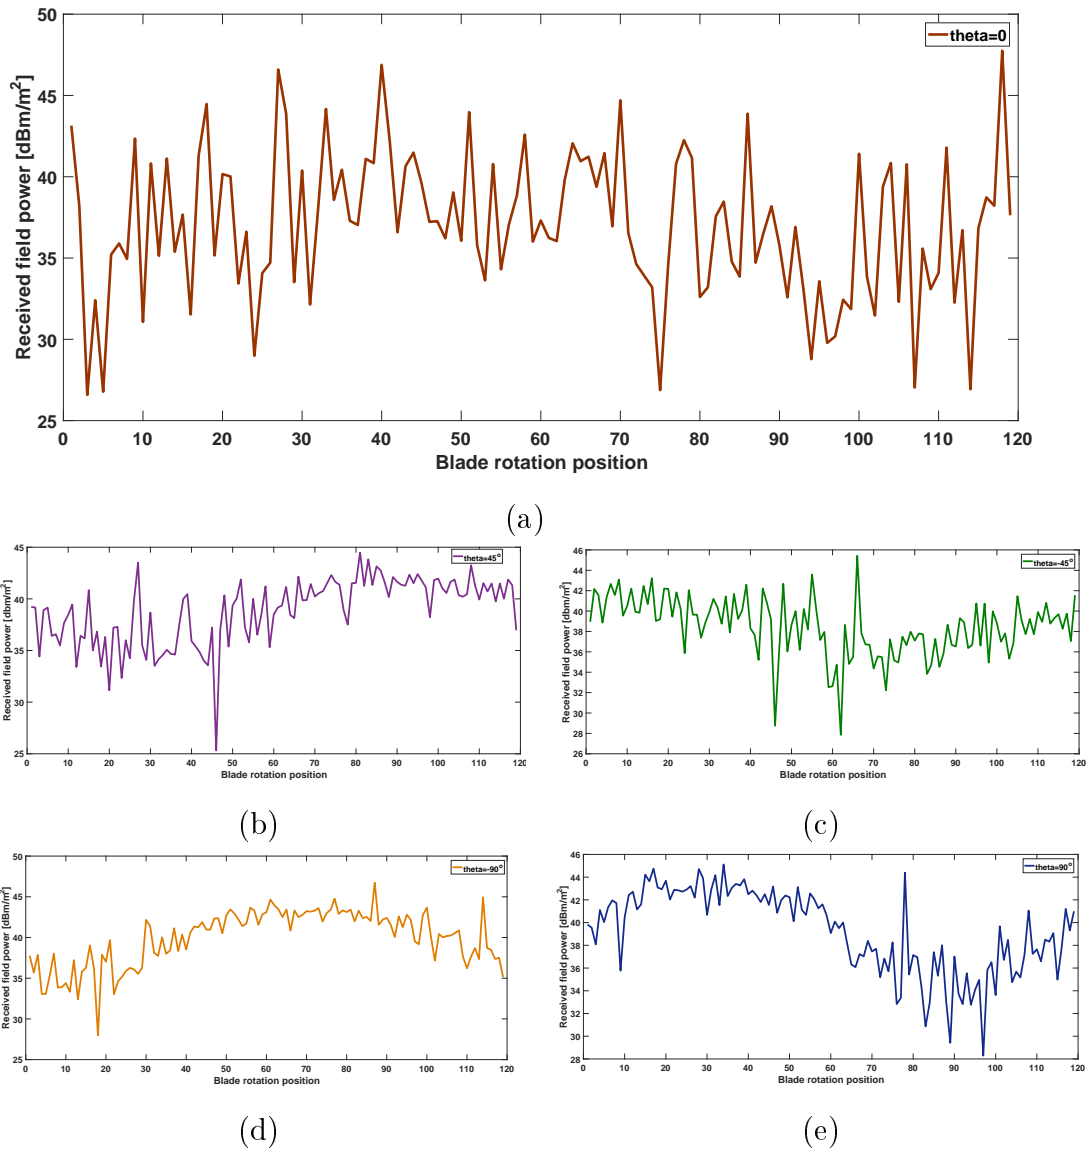 50
45
40
35
30
25
0 10 20 30 40 50 60 70 80 90 100 110 120
Received field power [dBm/m²]
Blade rotation position
theta=0
(a)
45
40
35
30
25
0 10 20 30 40 50 60 70 80 90 100 110 120
Received field power [dbm/m²]
Blade rotation position
theta=45°
(b)
46
44
42
40
38
36
34
32
30
28
26
0 10 20 30 40 50 60 70 80 90 100 110 120
Received field power [dbm/m²]
Blade rotation position
theta=-45°
(c)
50
45
40
35
30
25
0 10 20 30 40 50 60 70 80 90 100 110 120
Received field power [dBm/m²]
Blade rotation position
theta=-90°
(d)
46
44
42
40
38
36
34
32
30
28
0 10 20 30 40 50 60 70 80 90 100 110 120
Received field power [dBm/m²]
Blade rotation position
theta=90°
(e)